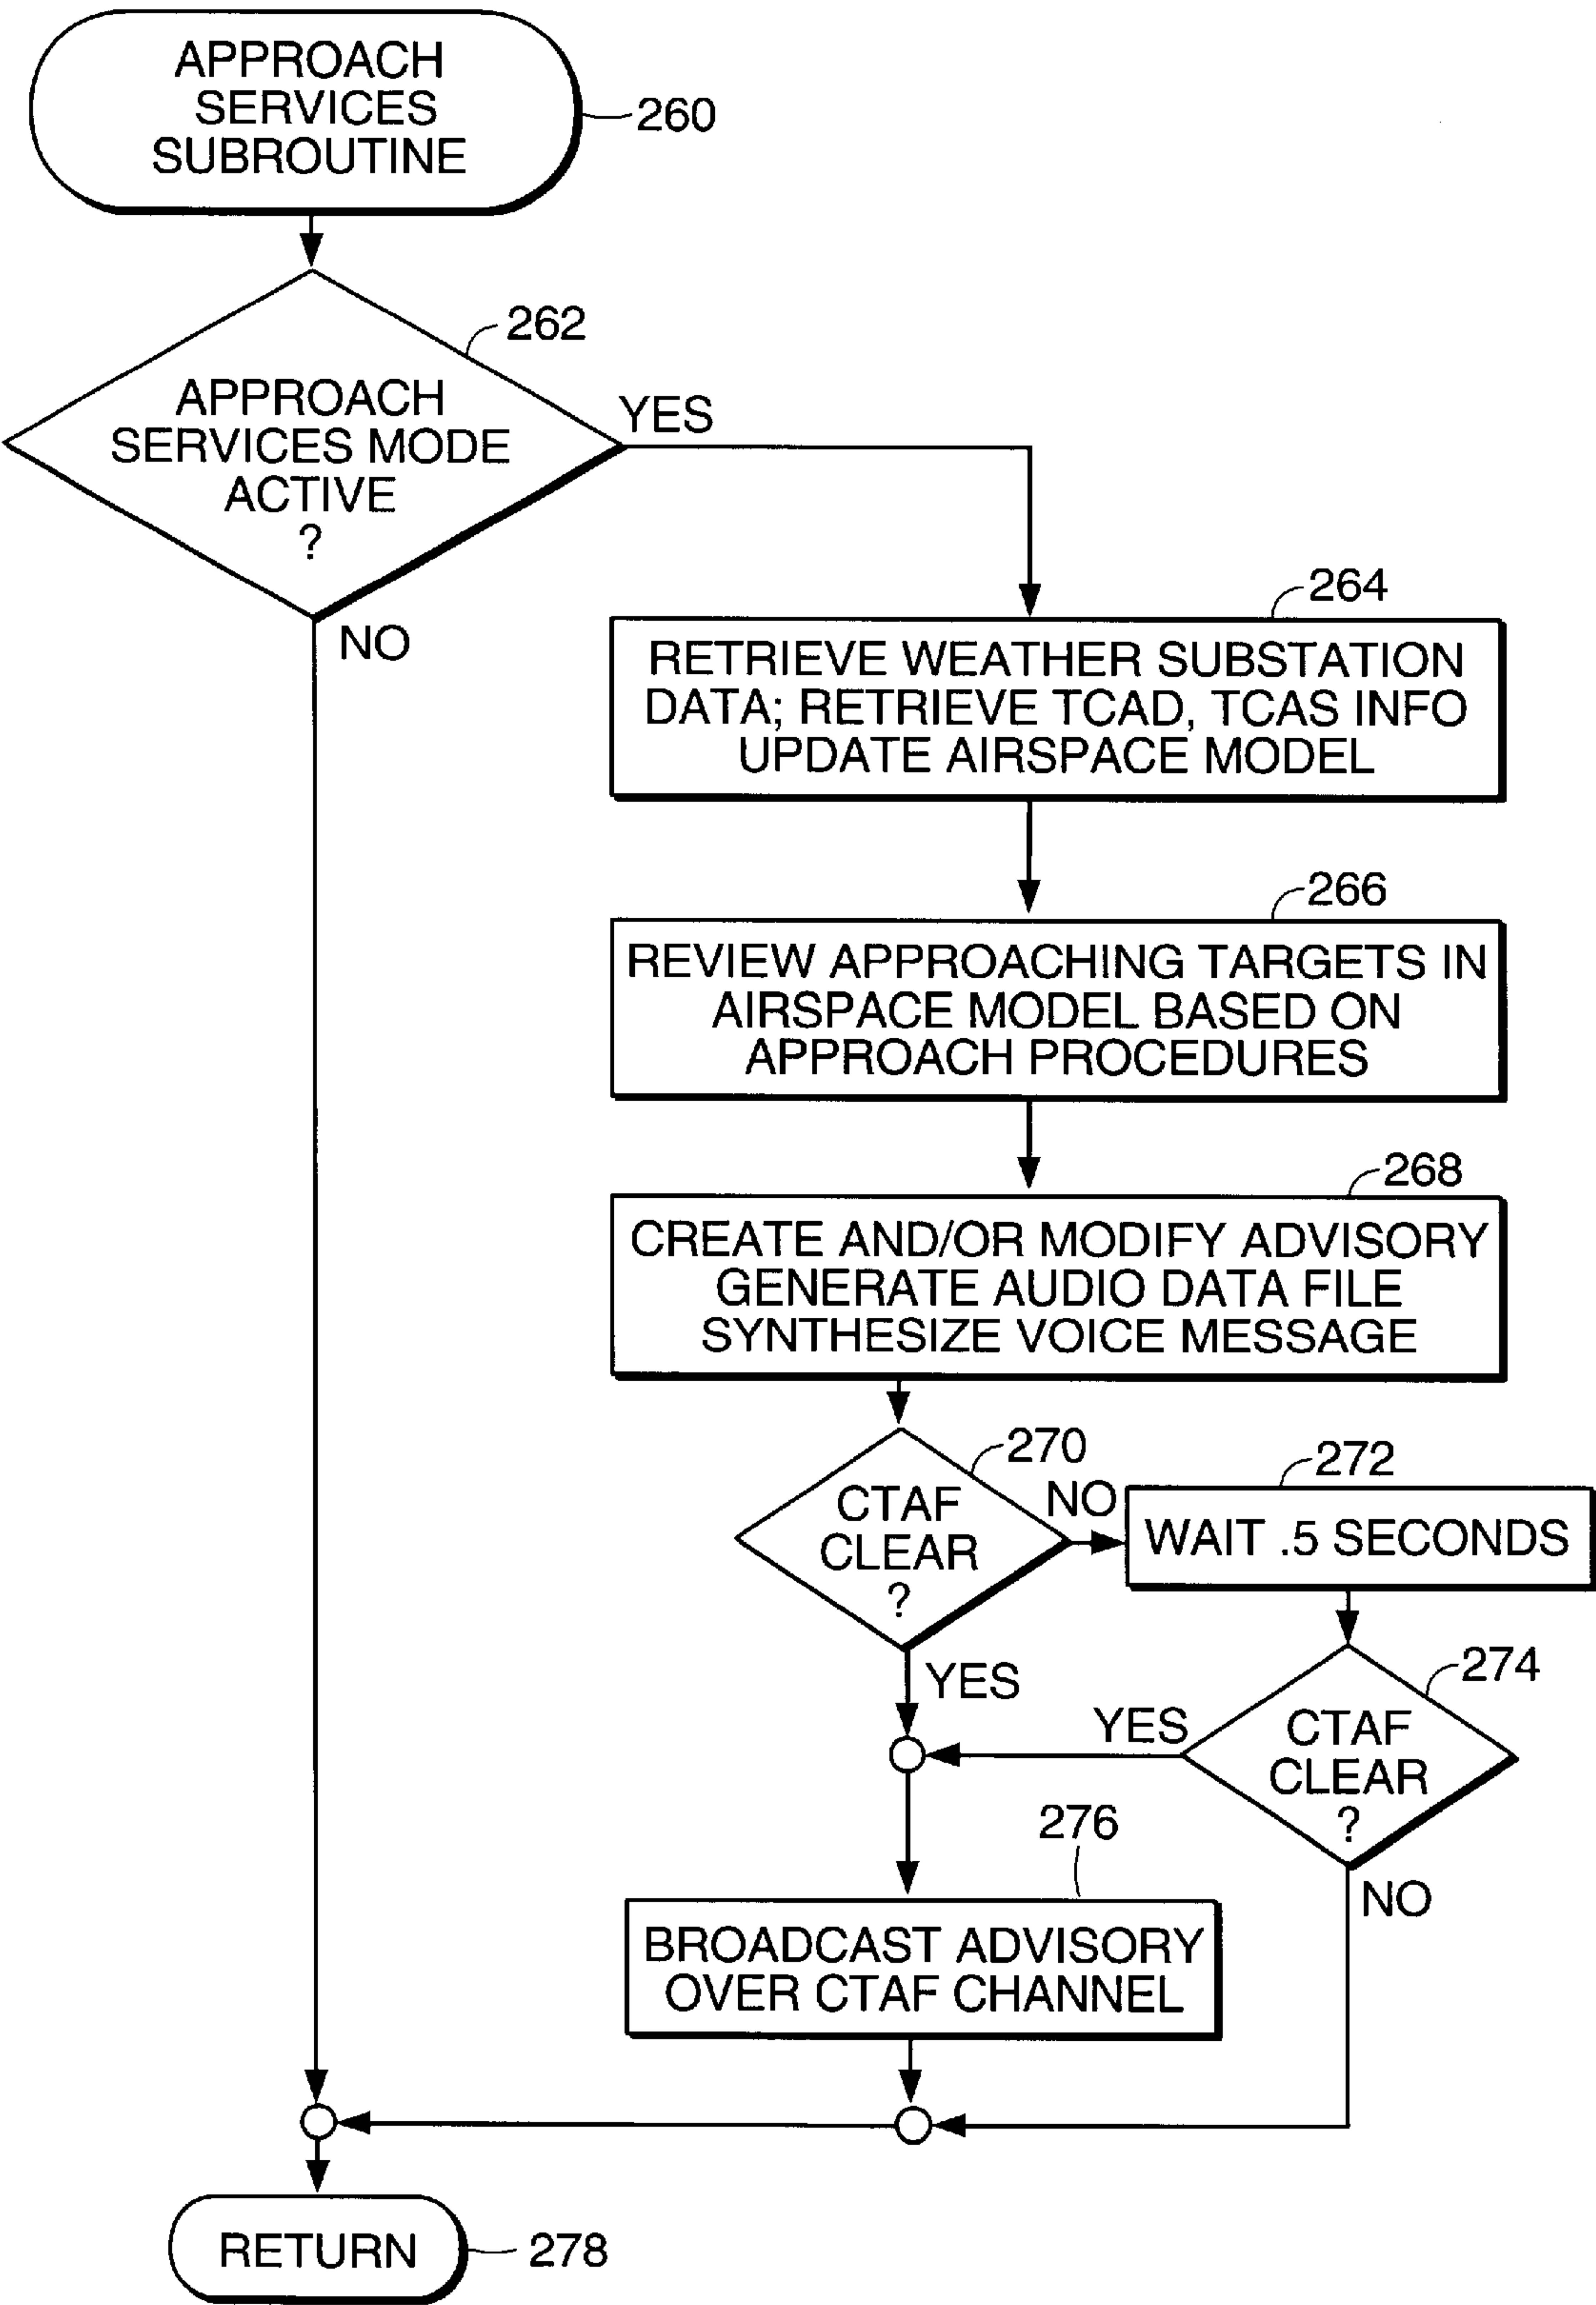 APPROACH
SERVICES
SUBROUTINE
260
262
APPROACH
SERVICES MODE
ACTIVE
?
YES
NO
264
RETRIEVE WEATHER SUBSTATION
DATA; RETRIEVE TCAD, TCAS INFO
UPDATE AIRSPACE MODEL
266
REVIEW APPROACHING TARGETS IN
AIRSPACE MODEL BASED ON
APPROACH PROCEDURES
268
CREATE AND/OR MODIFY ADVISORY
GENERATE AUDIO DATA FILE
SYNTHESIZE VOICE MESSAGE
270
CTAF
CLEAR
?
NO
272
WAIT .5 SECONDS
YES
274
CTAF
CLEAR
?
YES
NO
276
BROADCAST ADVISORY
OVER CTAF CHANNEL
RETURN
278